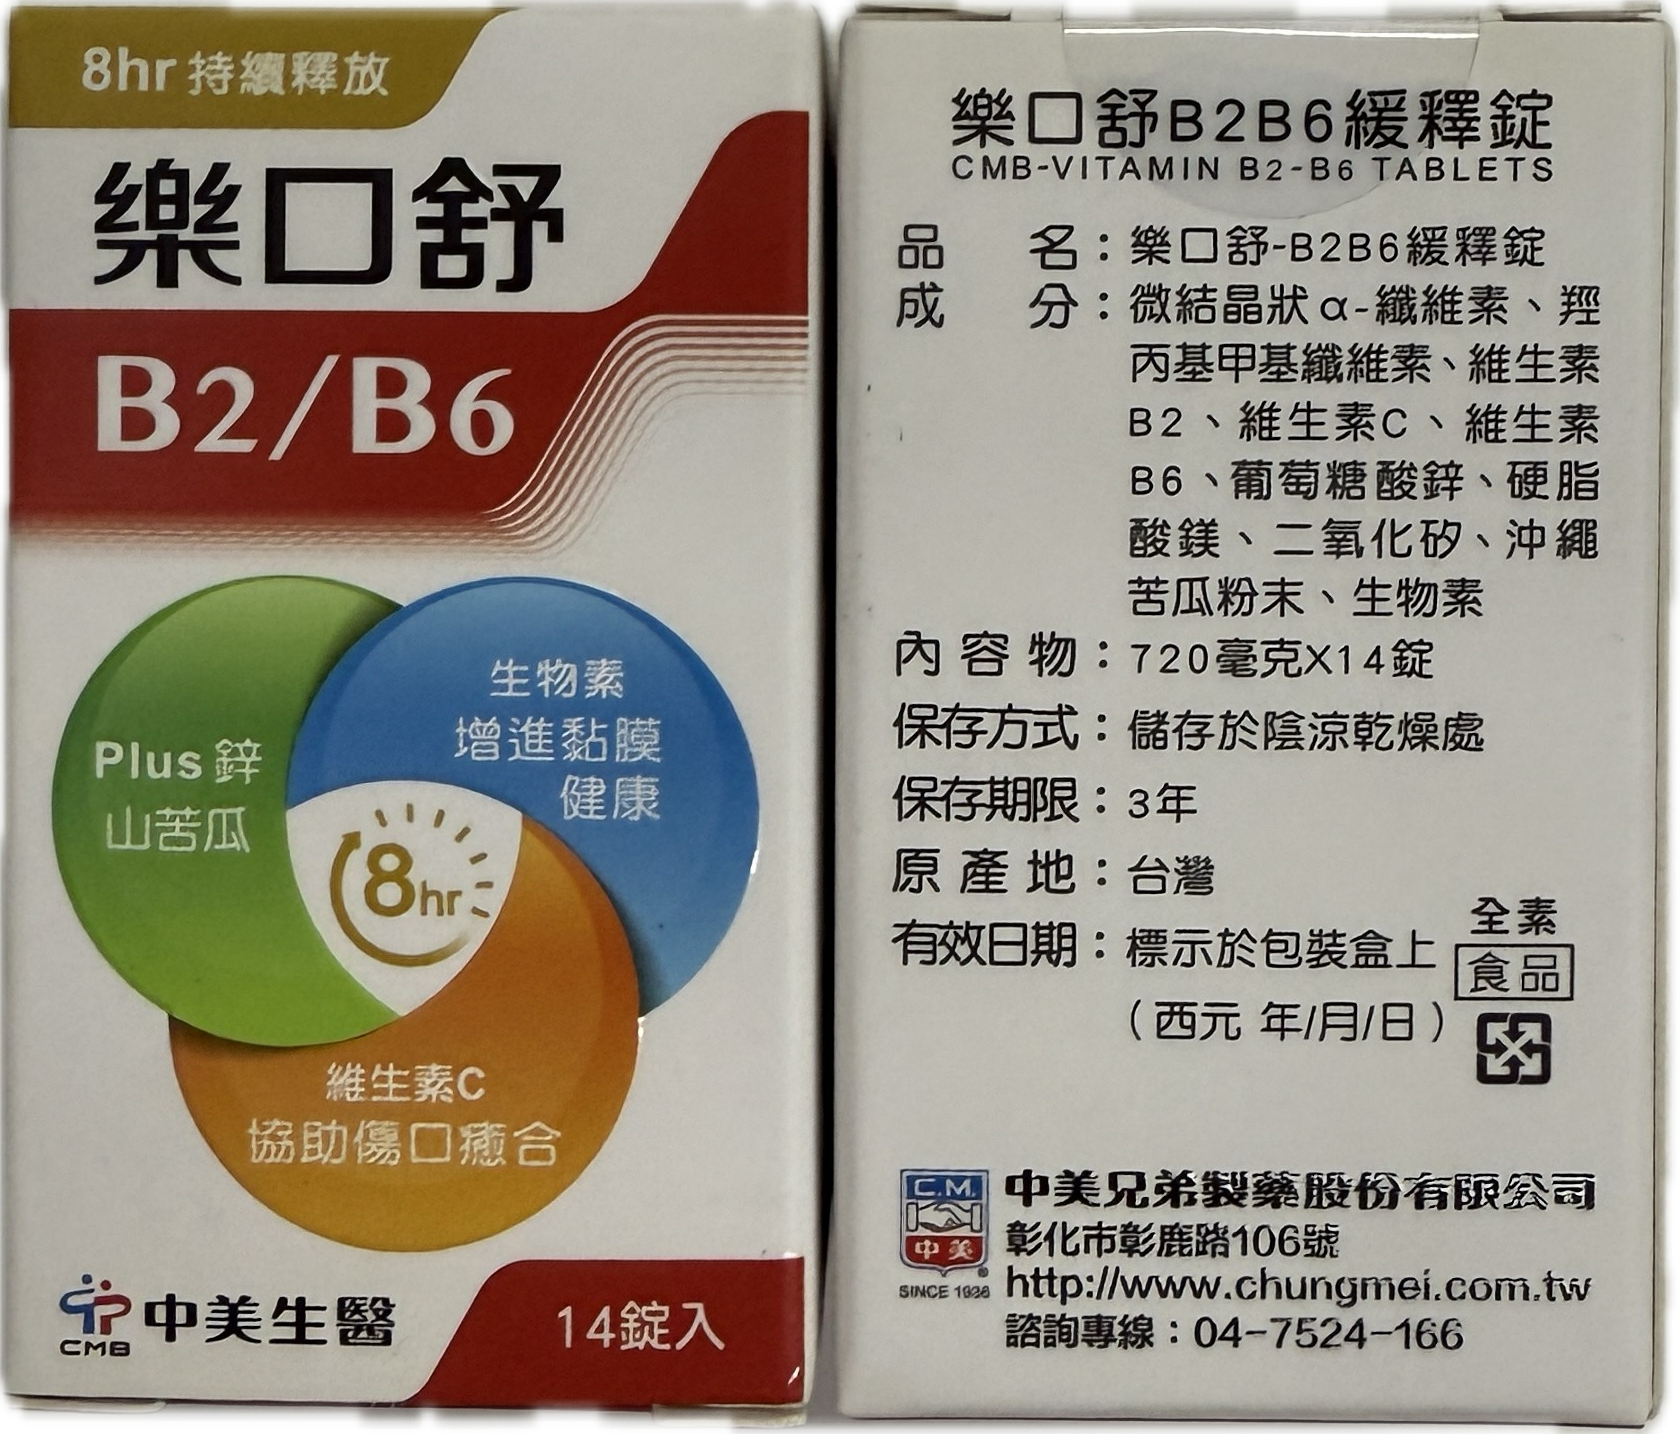 8hr 持續釋放
樂口舒
B2/B6
生物素
增進黏膜
健康
Plus 鋅
山苦瓜
8hr
維生素C
協助傷口癒合
中美生醫
CMB
14錠入
樂口舒B2B6緩釋錠
CMB-VITAMIN B2-B6 TABLETS
品 名：樂口舒-B2B6緩釋錠
成 分：微結晶狀α-纖維素、羥
丙基甲基纖維素、維生素
B2、維生素C、維生素
B6、葡萄糖酸鋅、硬脂
酸鎂、二氧化矽、沖繩
苦瓜粉末、生物素
內容物：720毫克X14錠
保存方式：儲存於陰涼乾燥處
保存期限：3年
原產地：台灣
有效日期：標示於包裝盒上
（西元 年/月/日）
全素
食品
C.M.
中美
®
SINCE 1936
中美兄弟製藥股份有限公司
彰化市彰鹿路106號
http://www.chungmei.com.tw
諮詢專線：04-7524-166